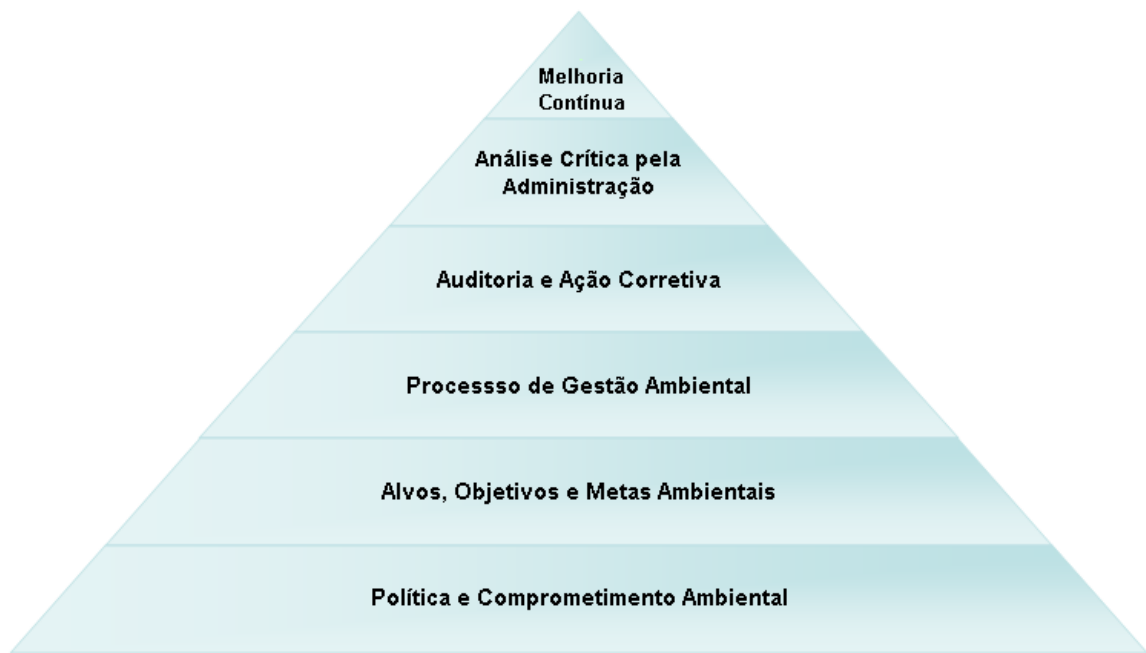 Melhoria
Contínua
Análise Crítica pela
Administração
Auditoria e Ação Corretiva
Processso de Gestão Ambiental
Alvos, Objetivos e Metas Ambientais
Política e Comprometimento Ambiental